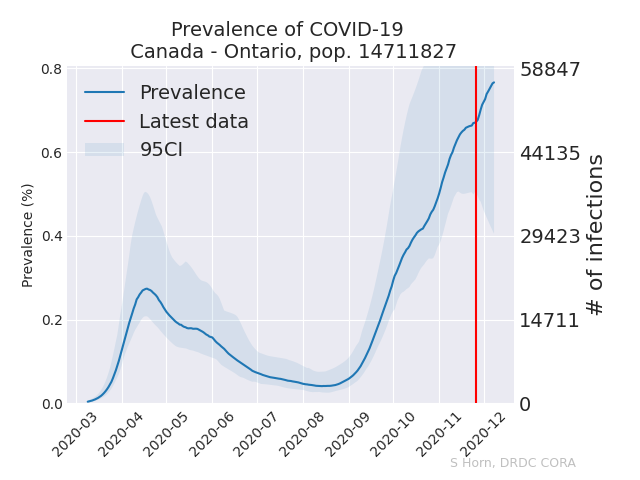 Prevalence of COVID-19
Canada - Ontario, pop. 14711827
Prevalence
Latest data
95CI
Prevalence (%)
0.8
0.6
0.4
0.2
0.0
58847
44135
29423
14711
0
# of infections
2020-03
2020-04
2020-05
2020-06
2020-07
2020-08
2020-09
2020-10
2020-11
2020-12
S Horn, DRDC CORA